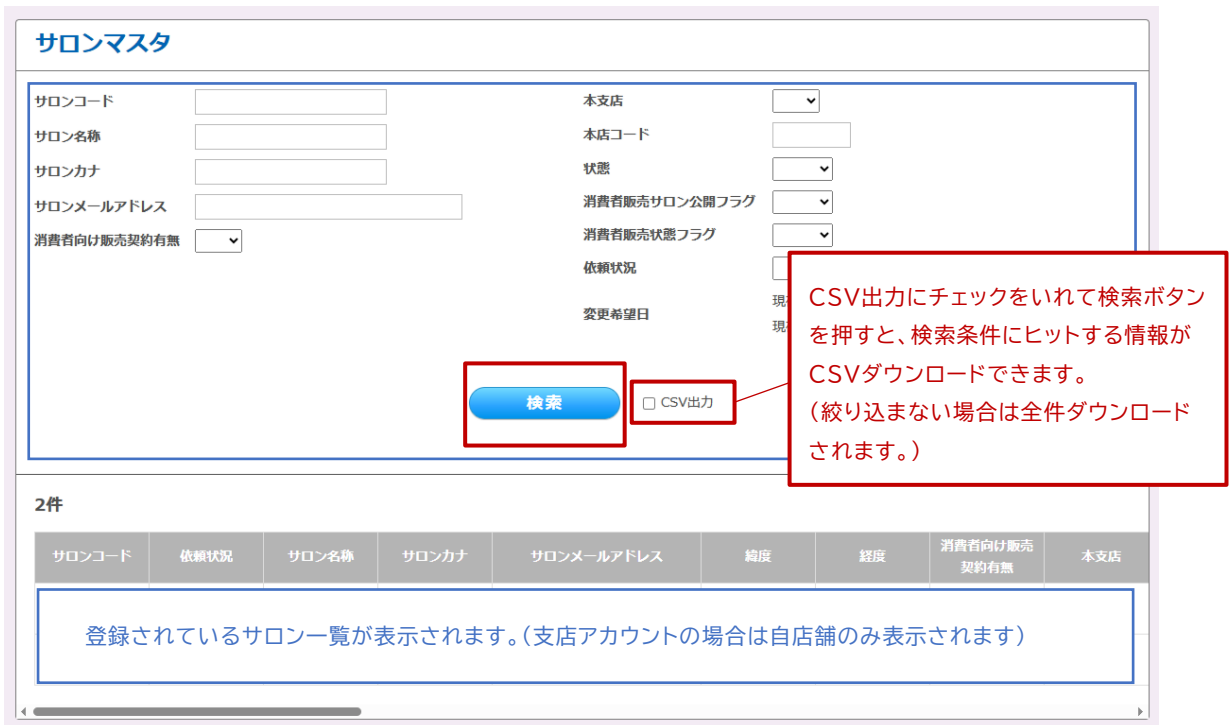 サロンマスタ
サロンコード
サロン名称
サロンカナ
サロンメールアドレス
消費者向け販売契約有無
本支店
本店コード
状態
消費者販売サロン公開フラグ
消費者販売状態フラグ
依頼状況
変更希望日
CSV出力にチェックをいれて検索ボタン
を押すと、検索条件にヒットする情報が
CSVダウンロードできます。
(絞り込まない場合は全件ダウンロード
されます。)
検索
CSV出力
2件
サロンコード 依頼状況 サロン名称 サロンカナ サロンメールアドレス 緯度 経度 消費者向け販売 本支店
契約有無
登録されているサロン一覧が表示されます。(支店アカウントの場合は自店舗のみ表示されます)